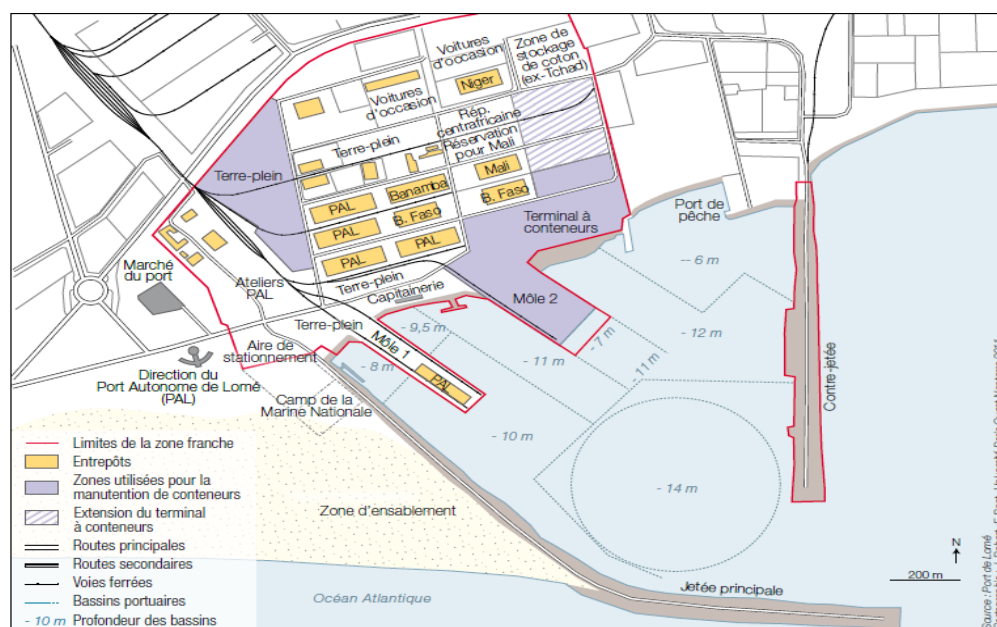 Voitures
d'occasion
Zone de
stockage
de coton
(ex-Tchad)
Niger
Voitures
d'occasion
Rép.
centrafricaine
Réservation
pour Mali
Terre-plein
Terre-plein
Mali
Banamba
PAL
B. Faso
B. Faso
PAL
PAL
PAL
Terminal à
conteneurs
Port de
pêche
Marché
du port
Ateliers
PAL
Terre-plein
Capitainerie
Môle 2
- 6 m
Terre-plein
Môle 1
- 9,5 m
- 7 m
- 12 m
Aire de
stationnement
- 8 m
- 11 m
- 11 m
PAL
Direction du
Port Autonome de Lomé
(PAL)
Camp de la
Marine Nationale
Contre-jetée
- 10 m
- 14 m
Zone d'ensablement
Jetée principale
Océan Atlantique
N
200 m
Limites de la zone franche
Entrepôts
Zones utilisées pour la
manutention de conteneurs
Extension du terminal
à conteneurs
Routes principales
Routes secondaires
Voies ferrées
Bassins portuaires
- 10 m Profondeur des bassins
Source : Port de Lomé